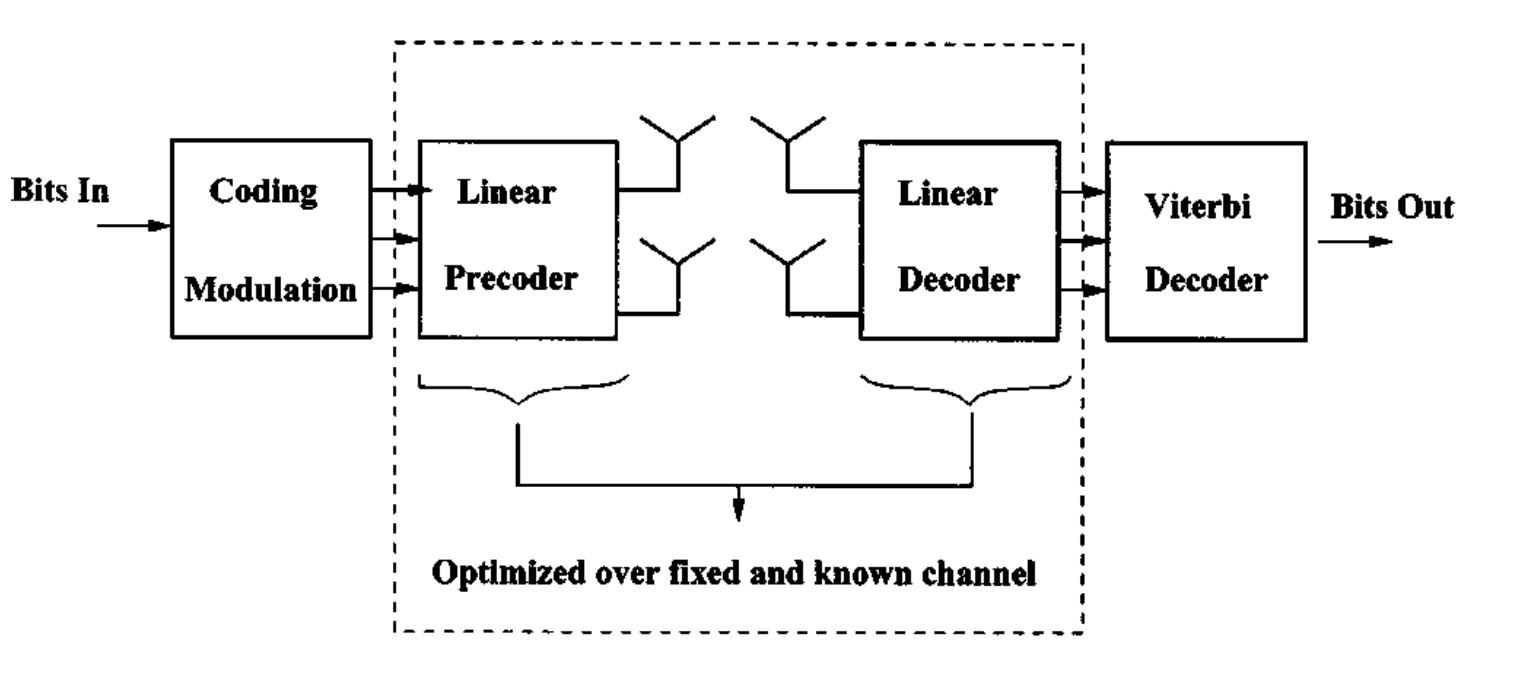 Bits In
Coding
Modulation
Linear
Precoder
Linear
Decoder
Viterbi
Decoder
Bits Out
Optimized over fixed and known channel